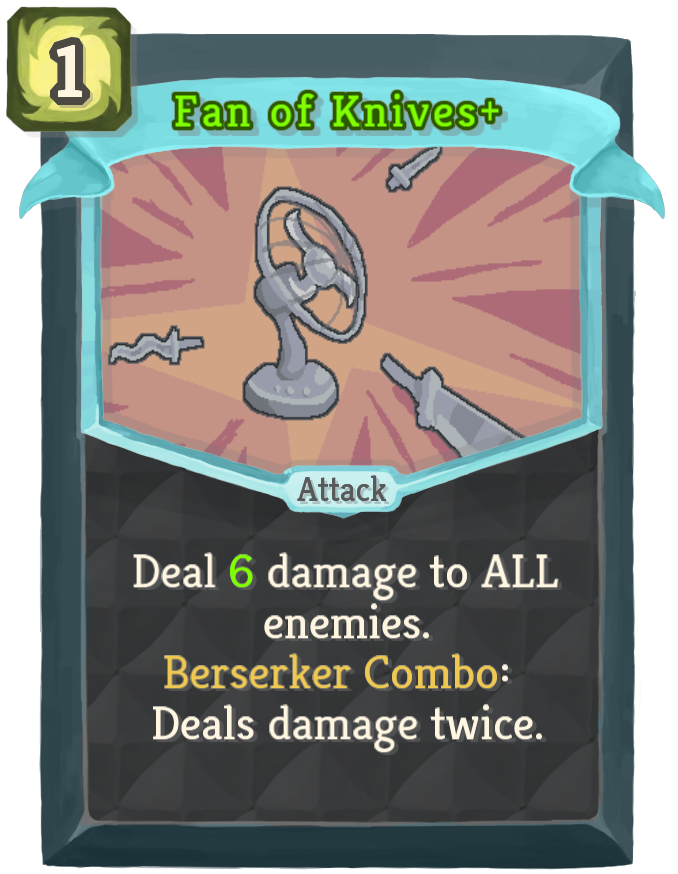 1
Fan of Knives+
Attack
Deal 6 damage to ALL
enemies.
Berserker Combo:
Deals damage twice.